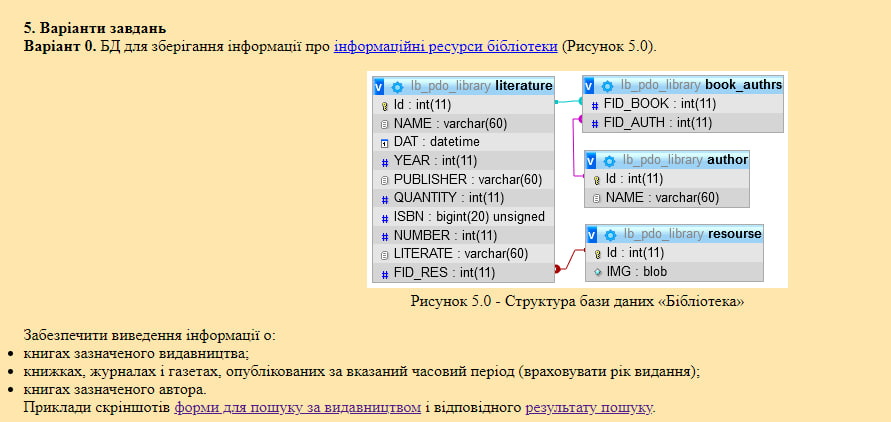 5. Варіанти завдань
Варіант 0. БД для зберігання інформації про інформаційні ресурси бібліотеки (Рисунок 5.0).
lb_pdo_library literature
Id : int(11)
NAME : varchar(60)
DAT : datetime
YEAR : int(11)
PUBLISHER : varchar(60)
QUANTITY : int(11)
ISBN : bigint(20) unsigned
NUMBER : int(11)
LITERATE : varchar(60)
FID_RES : int(11)
lb_pdo_library book_authrs
FID_BOOK : int(11)
FID_AUTH : int(11)
lb_pdo_library author
Id : int(11)
NAME : varchar(60)
lb_pdo_library resourse
Id : int(11)
IMG : blob
Рисунок 5.0 - Структура бази даних «Бібліотека»
Забезпечити виведення інформації о:
книгах зазначеного видавництва;
книжках, журналах і газетах, опублікованих за вказаний часовий період (враховувати рік видання);
книгах зазначеного автора.
Приклади скріншотів форми для пошуку за видавництвом і відповідного результату пошуку.